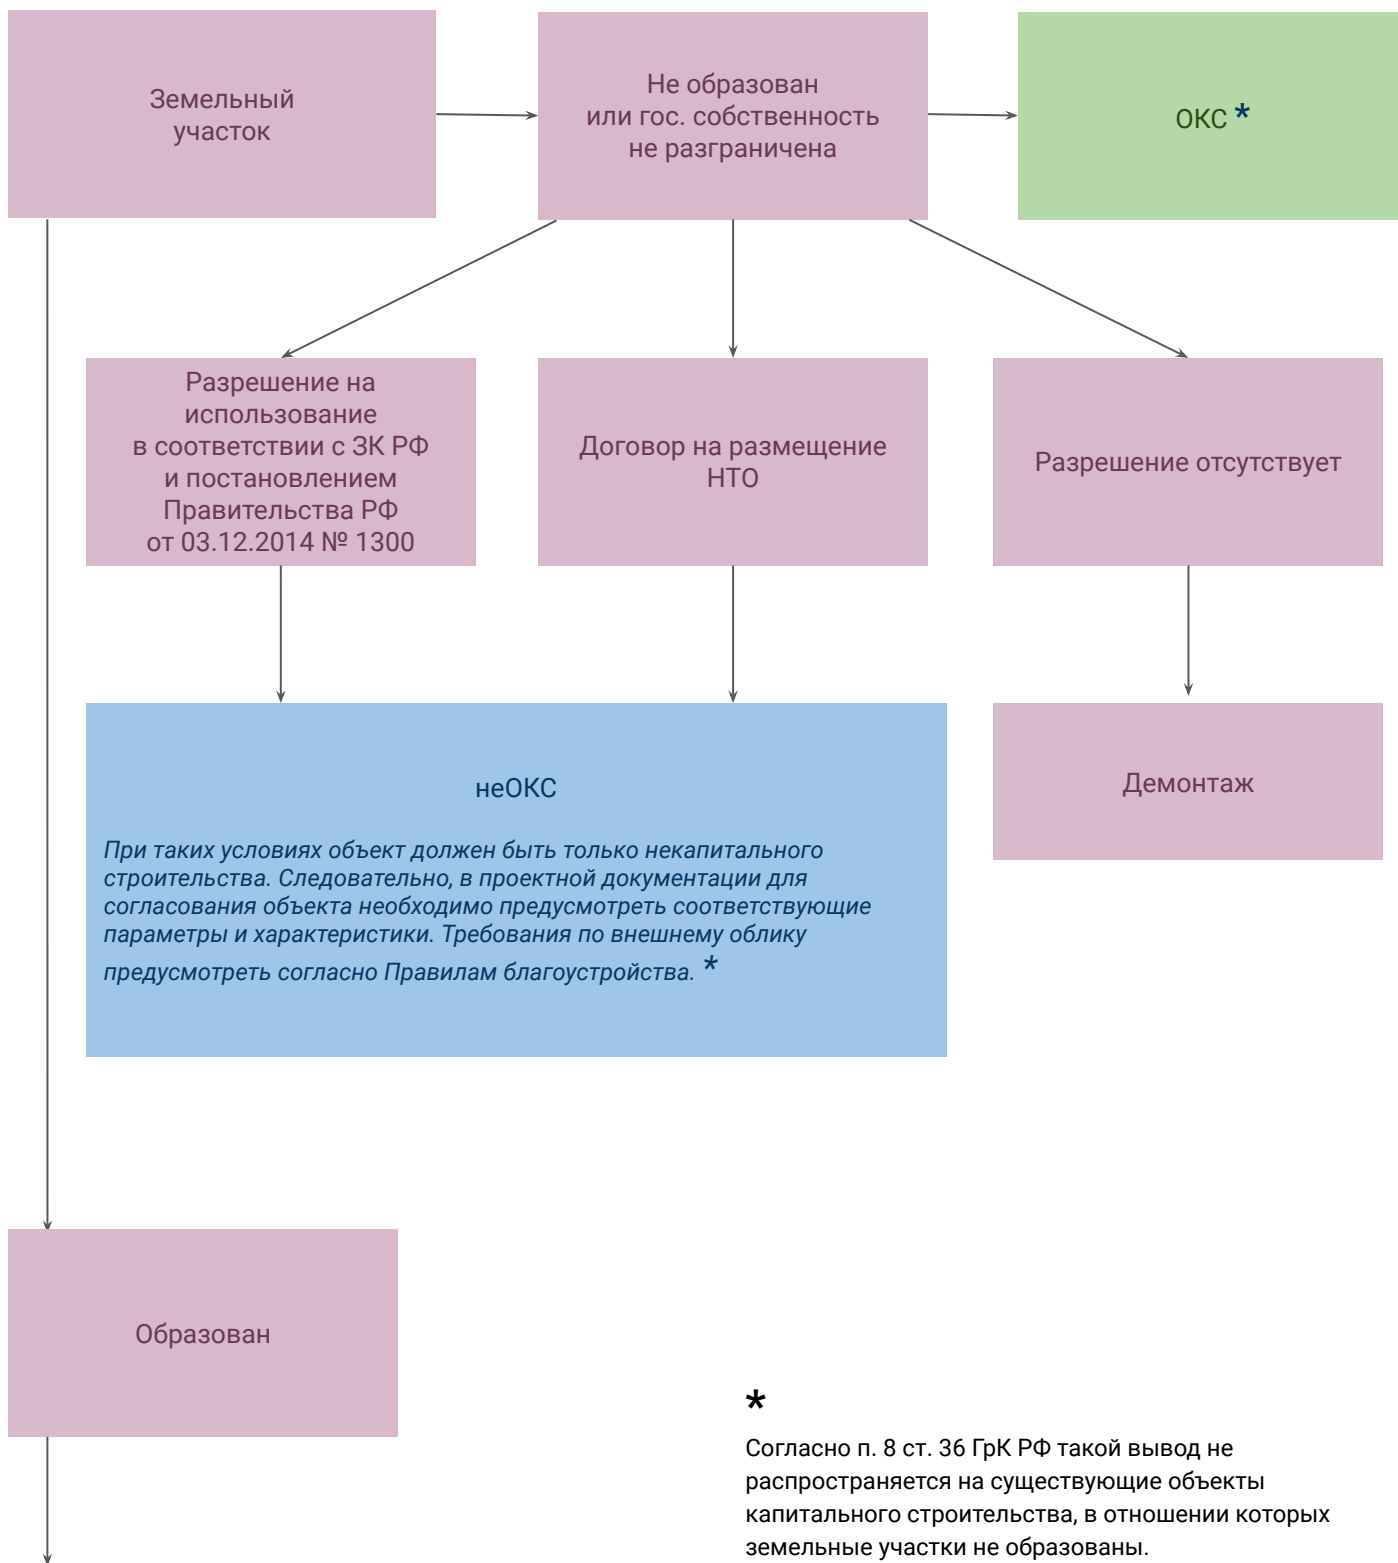 Земельный
участок
Не образован
или гос. собственность
не разграничена
ОКС *
Разрешение на
использование
в соответствии с ЗК РФ
и постановлением
Правительства РФ
от 03.12.2014 № 1300
Договор на размещение
НТО
Разрешение отсутствует
неОКС
При таких условиях объект должен быть только некапитального
строительства. Следовательно, в проектной документации для
согласования объекта необходимо предусмотреть соответствующие
параметры и характеристики. Требования по внешнему облику
предусмотреть согласно Правилам благоустройства. *
Демонтаж
Образован
*
Согласно п. 8 ст. 36 ГрК РФ такой вывод не
распространяется на существующие объекты
капитального строительства, в отношении которых
земельные участки не образованы.